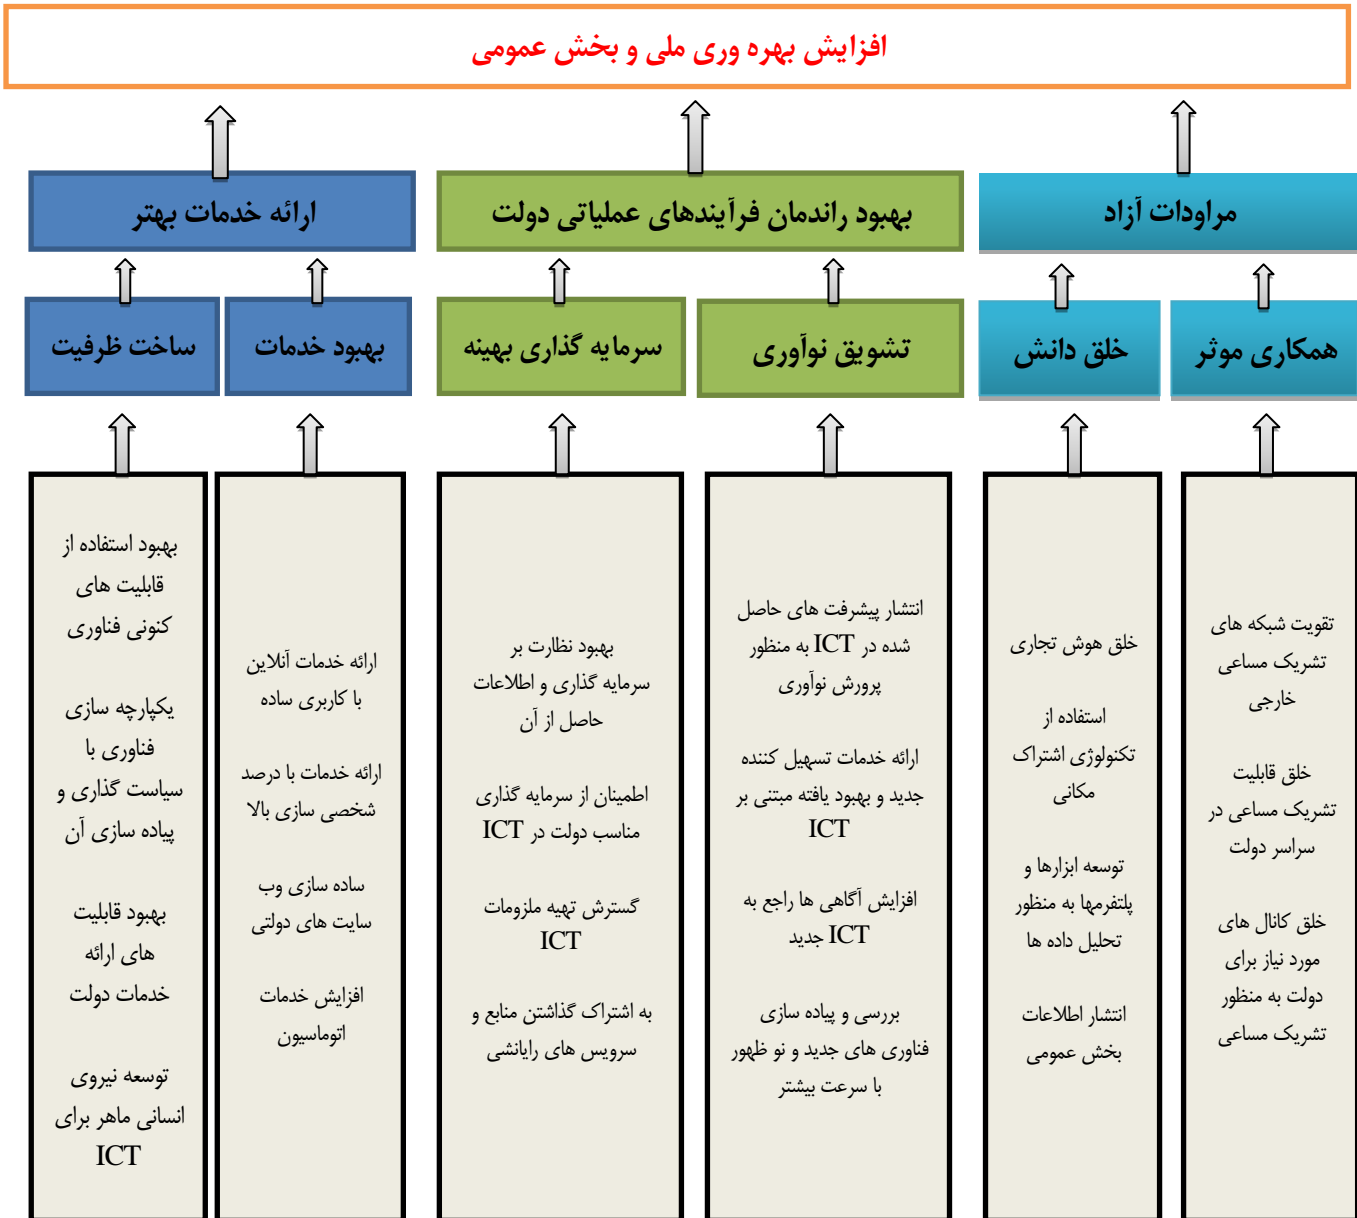 افزایش بهره وری ملی و بخش عمومی
مراودات آزاد
بهبود راندمان فرآیندهای عملیاتی دولت
ارائه خدمات بهتر
همکاری موثر
خلق دانش
تشویق نوآوری
سرمایه گذاری بهینه
بهبود خدمات
ساخت ظرفیت
تقویت شبکه های
تشریک مساعی
خارجی
خلق قابلیت
تشریک مساعی در
سراسر دولت
خلق کانال های
مورد نیاز برای
دولت به منظور
تشریک مساعی
خلق هوش تجاری
استفاده از
تکنولوژی اشتراک
مکانی
توسعه ابزارها و
پلتفرمها به منظور
تحلیل داده ها
انتشار اطلاعات
بخش عمومی
انتشار پیشرفت های حاصل
شده در ICT به منظور
پرورش نوآوری
ارائه خدمات تسهیل کننده
جدید و بهبود یافته مبتنی بر
ICT
افزایش آگاهی ها راجع به
ICT جدید
بررسی و پیاده سازی
فناوری های جدید و نو ظهور
با سرعت بیشتر
بهبود نظارت بر
سرمایه گذاری و اطلاعات
حاصل از آن
اطمینان از سرمایه گذاری
مناسب دولت در ICT
گسترش تهیه ملزومات
ICT
به اشتراک گذاشتن منابع و
سرویس های رایانشی
ارائه خدمات آنلاین
با کاربری ساده
ارائه خدمات با درصد
شخصی سازی بالا
ساده سازی وب
سایت های دولتی
افزایش خدمات
اتوماسیون
بهبود استفاده از
قابلیت های
کنونی فناوری
یکپارچه سازی
فناوری با
سیاست گذاری و
پیاده سازی آن
بهبود قابلیت
های ارائه
خدمات دولت
توسعه نیروی
انسانی ماهر برای
ICT